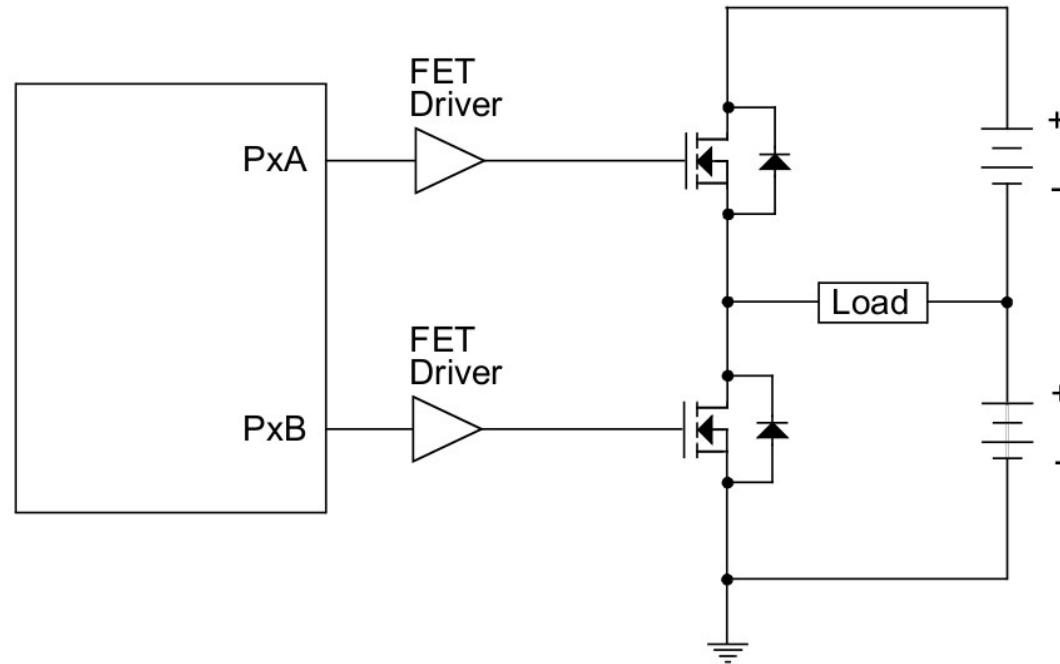 FET
Driver
+
PxA
-
Load
FET
Driver
+
PxB
-